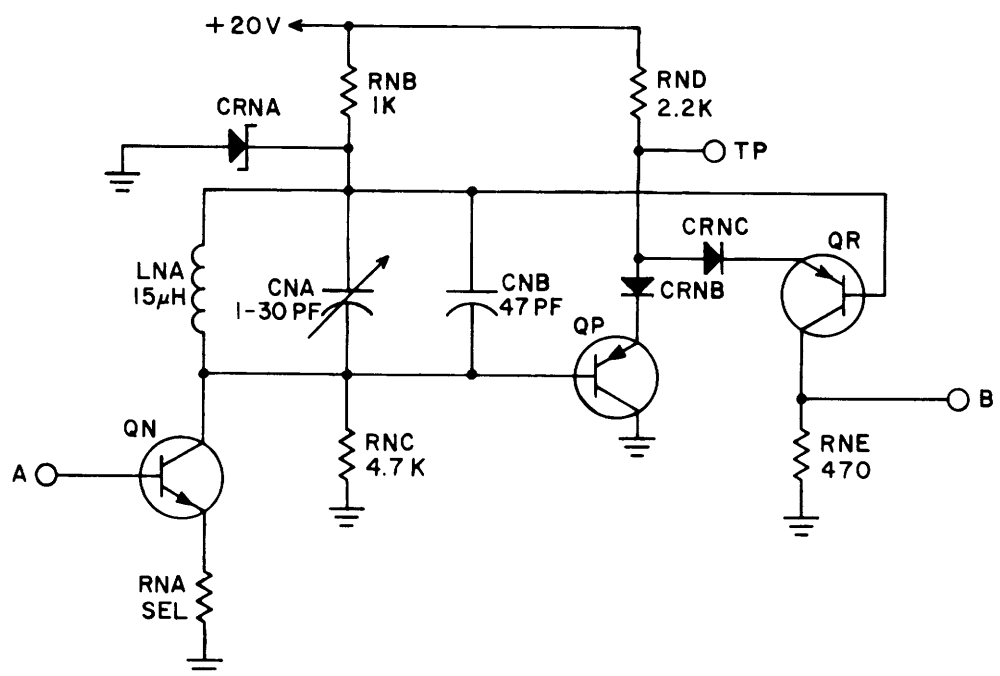 +20V
RNB
1K
RND
2.2K
CRNA
TP
CRNC
QR
LNA
15μH
CNA
1-30 PF
CNB
47 PF
CRNB
QP
QN
A
RNC
4.7 K
B
RNE
470
RNA
SEL